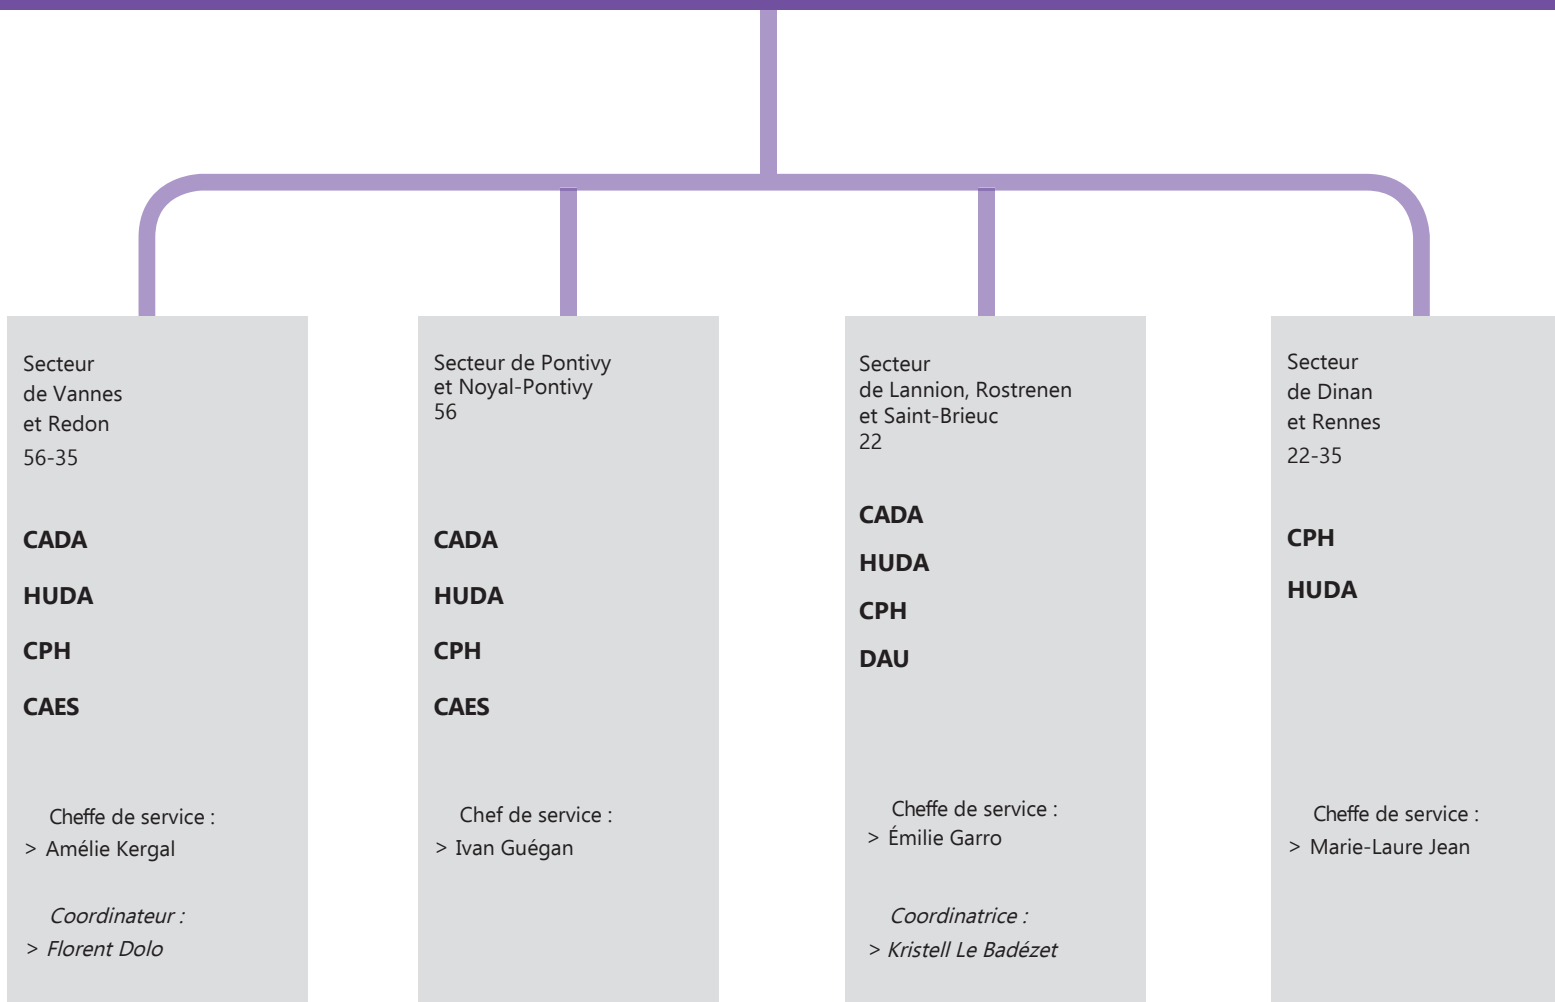 Secteur
de Vannes
et Redon
56-35
CADA
HUDA
CPH
CAES
Cheffe de service :
> Amélie Kergal
Coordinateur :
> Florent Dolo
Secteur de Pontivy
et Noyal-Pontivy
56
CADA
HUDA
CPH
CAES
Chef de service :
> Ivan Guégan
Secteur
de Lannion, Rostrenen
et Saint-Brieuc
22
CADA
HUDA
CPH
DAU
Cheffe de service :
> Émilie Garro
Coordinatrice :
> Kristell Le Badézet
Secteur
de Dinan
et Rennes
22-35
CPH
HUDA
Cheffe de service :
> Marie-Laure Jean